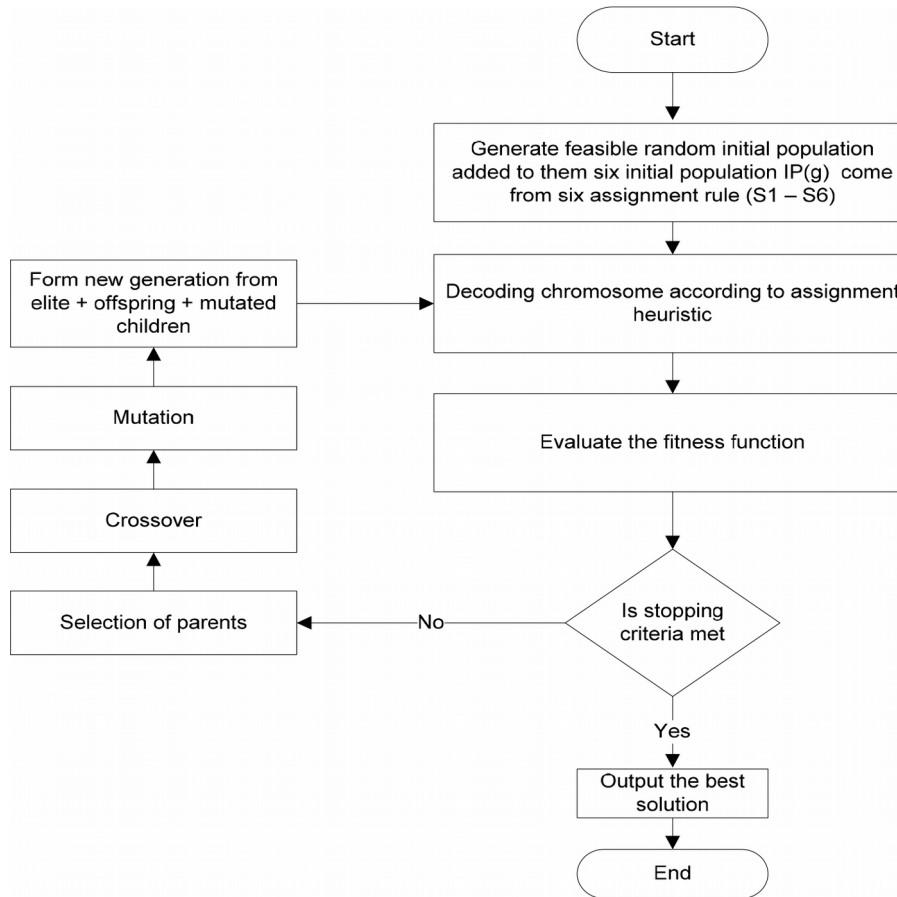 Start
Generate feasible random initial population
added to them six initial population IP(g) come
from six assignment rule (S1 – S6)
Decoding chromosome according to assignment
heuristic
Evaluate the fitness function
Is stopping
criteria met
No
Selection of parents
Crossover
Mutation
Form new generation from
elite + offspring + mutated
children
Yes
Output the best
solution
End